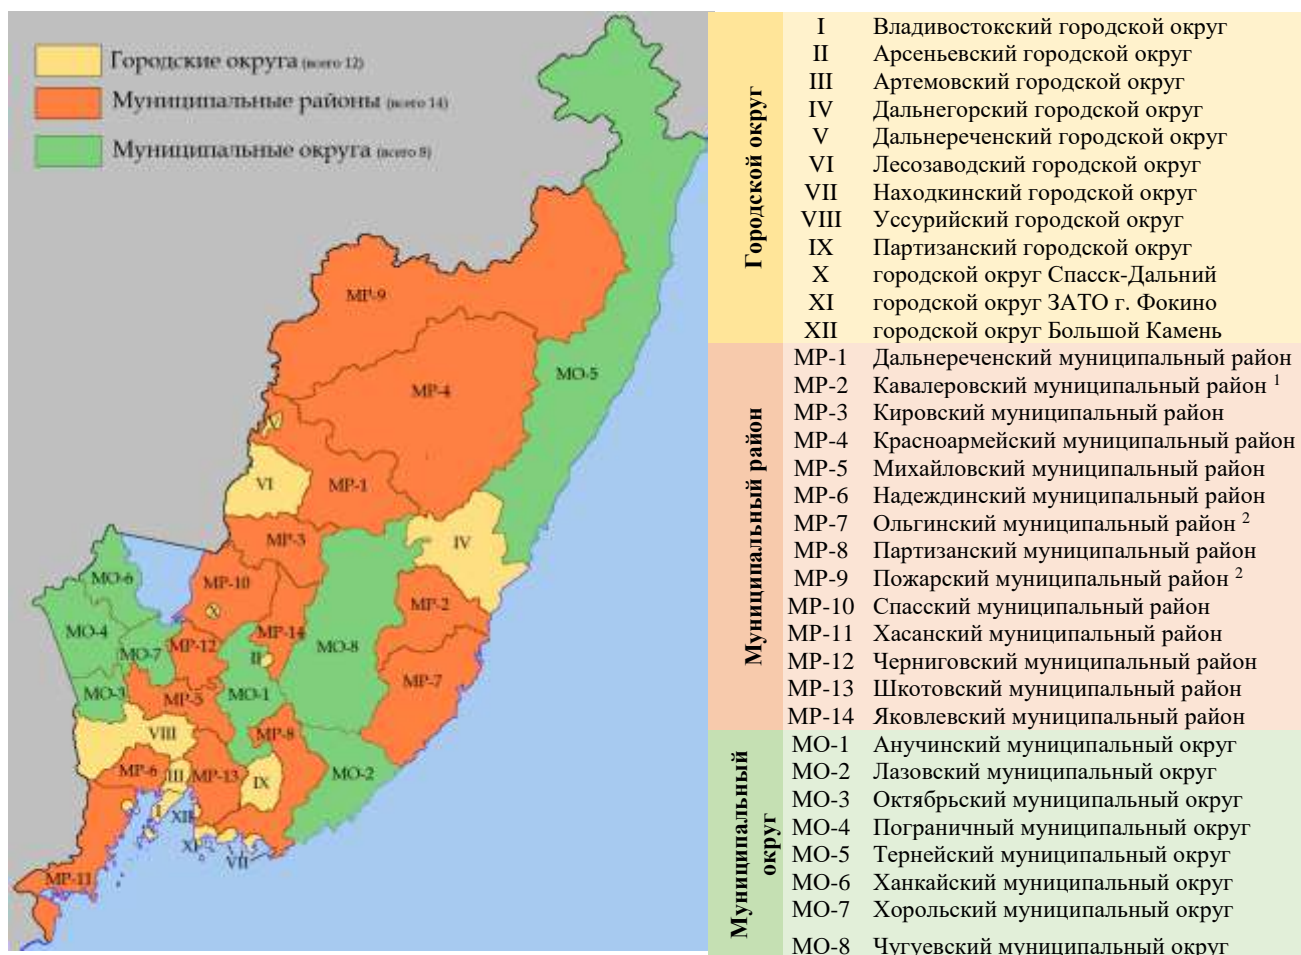 Городские округа (всего 12)
Муниципальные районы (всего 14)
Муниципальные округа (всего 8)
МР-9
МО-5
МР-4
V
VI
МР-1
IV
МР-3
МО-6
МР-10
X
МР-2
МО-4
МР-14
МР-12
МО-8
МО-7
II
МР-7
МО-3
МР-5
МО-1
VIII
МР-8
МР-6
III
МР-13
IX
МО-2
I
XII
XI
VII
МР-11
Городской округ
I Владивостокский городской округ
II Арсеньевский городской округ
III Артемовский городской округ
IV Дальнегорский городской округ
V Дальнереченский городской округ
VI Лесозаводский городской округ
VII Находкинский городской округ
VIII Уссурийский городской округ
IX Партизанский городской округ
X городской округ Спасск-Дальний
XI городской округ ЗАТО г. Фокино
XII городской округ Большой Камень
Муниципальный район
МР-1 Дальнереченский муниципальный район
МР-2 Кавалеровский муниципальный район 1
МР-3 Кировский муниципальный район
МР-4 Красноармейский муниципальный район
МР-5 Михайловский муниципальный район
МР-6 Надеждинский муниципальный район
МР-7 Ольгинский муниципальный район 2
МР-8 Партизанский муниципальный район
МР-9 Пожарский муниципальный район 2
МР-10 Спасский муниципальный район
МР-11 Хасанский муниципальный район
МР-12 Черниговский муниципальный район
МР-13 Шкотовский муниципальный район
МР-14 Яковлевский муниципальный район
Муниципальный
округ
МО-1 Анучинский муниципальный округ
МО-2 Лазовский муниципальный округ
МО-3 Октябрьский муниципальный округ
МО-4 Пограничный муниципальный округ
МО-5 Тернейский муниципальный округ
МО-6 Ханкайский муниципальный округ
МО-7 Хорольский муниципальный округ
МО-8 Чугуевский муниципальный округ